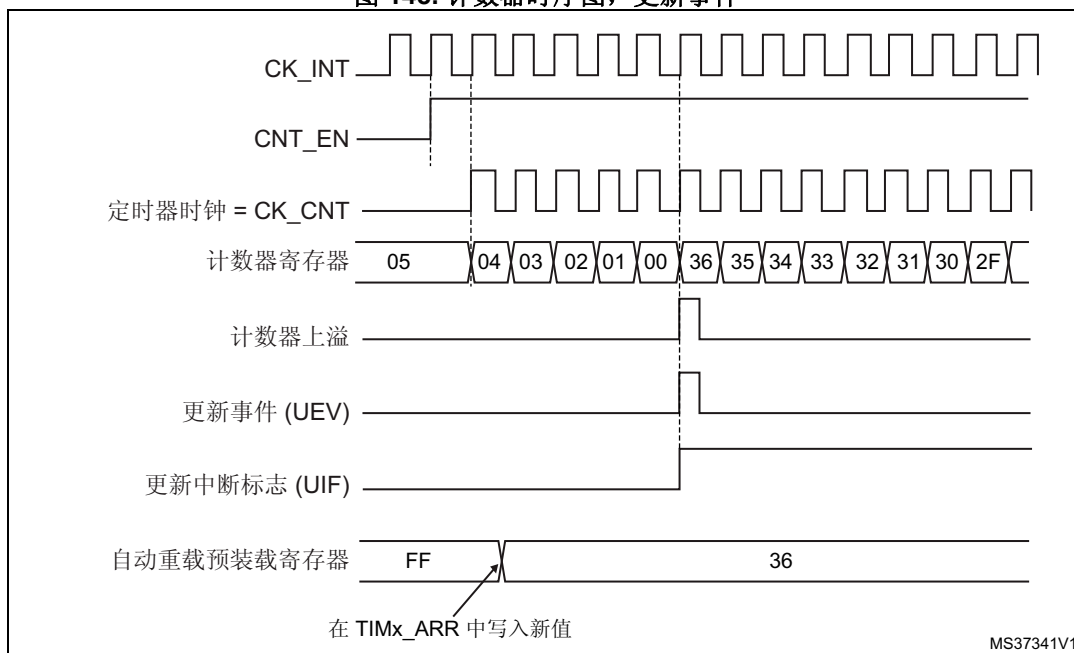 CK_INT
CNT_EN
定时器时钟 = CK_CNT
计数器寄存器 05 04 03 02 01 00 36 35 34 33 32 31 30 2F
计数器上溢
更新事件 (UEV)
更新中断标志 (UIF)
自动重载预装载寄存器 FF 36
在 TIMx_ARR 中写入新值
MS37341V1